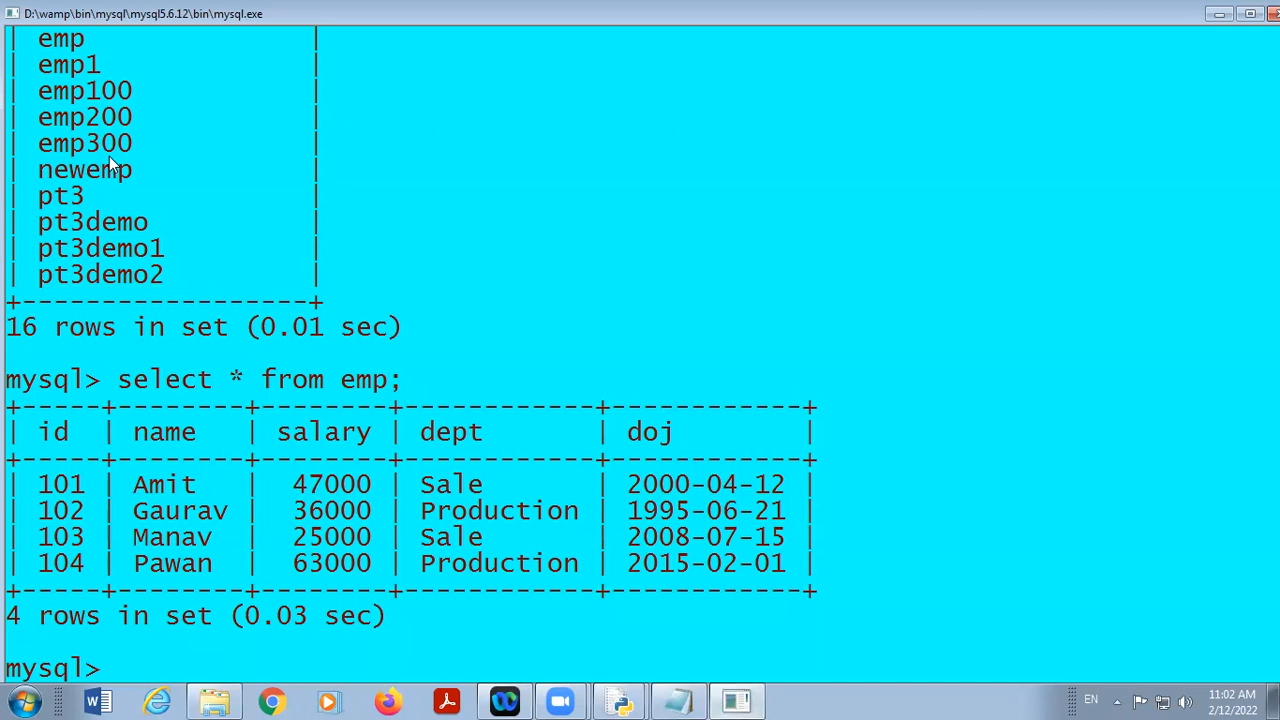 D:\wamp\bin\mysql\mysql5.6.12\bin\mysql.exe
| emp |
| emp1 |
| emp100 |
| emp200 |
| emp300 |
| newemp |
| pt3 |
| pt3demo |
| pt3demo1 |
| pt3demo2 |
+------------------+
16 rows in set (0.01 sec)
mysql> select * from emp;
+-----+--------+--------+------------+------------+
| id | name | salary | dept | doj |
+-----+--------+--------+------------+------------+
| 101 | Amit | 47000 | Sale | 2000-04-12 |
| 102 | Gaurav | 36000 | Production | 1995-06-21 |
| 103 | Manav | 25000 | Sale | 2008-07-15 |
| 104 | Pawan | 63000 | Production | 2015-02-01 |
+-----+--------+--------+------------+------------+
4 rows in set (0.03 sec)
mysql>
EN
11:02 AM
2/12/2022